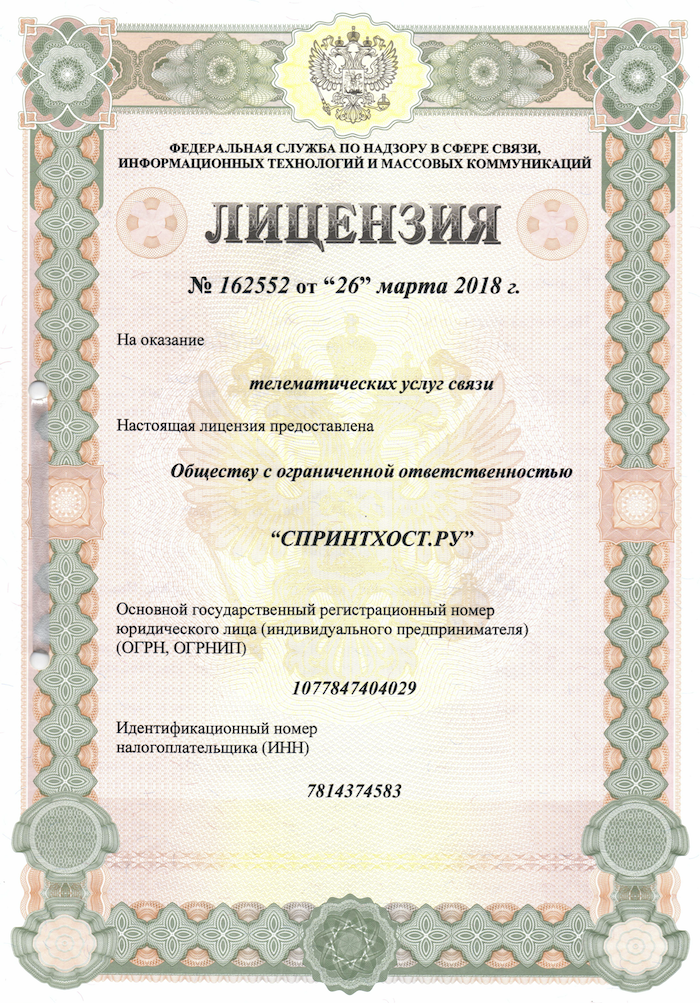 ФЕДЕРАЛЬНАЯ СЛУЖБА ПО НАДЗОРУ В СФЕРЕ СВЯЗИ,
ИНФОРМАЦИОННЫХ ТЕХНОЛОГИЙ И МАССОВЫХ КОММУНИКАЦИЙ
ЛИЦЕНЗИЯ
№ 162552 от “26” марта 2018 г.
На оказание
телематических услуг связи
Настоящая лицензия предоставлена
Обществу с ограниченной ответственностью
“СПРИНТХОСТ.РУ”
Основной государственный регистрационный номер
юридического лица (индивидуального предпринимателя)
(ОГРН, ОГРНИП)
1077847404029
Идентификационный номер
налогоплательщика (ИНН)
7814374583